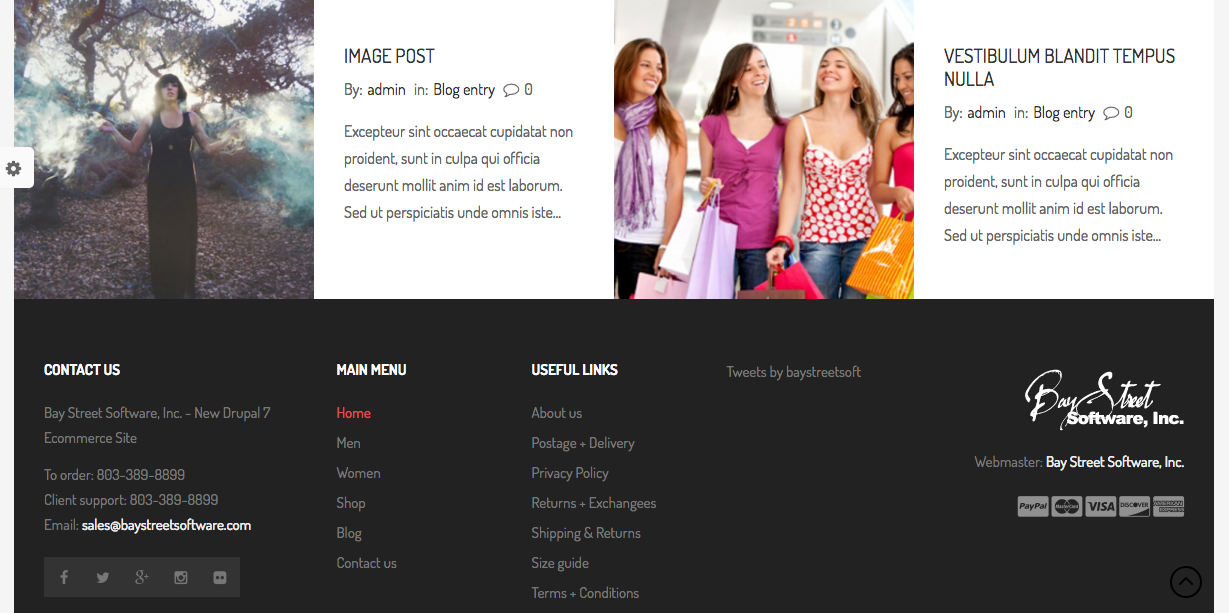 IMAGE POST
By: admin in: Blog entry 0
Excepteur sint occaecat cupidatat non
proident, sunt in culpa qui officia
deserunt mollit anim id est laborum.
Sed ut perspiciatis unde omnis iste...
VESTIBULUM BLANDIT TEMPUS
NULLA
By: admin in: Blog entry 0
Excepteur sint occaecat cupidatat non
proident, sunt in culpa qui officia
deserunt mollit anim id est laborum.
Sed ut perspiciatis unde omnis iste...
CONTACT US
Bay Street Software, Inc. - New Drupal 7
Ecommerce Site
To order: 803-389-8899
Client support: 803-389-8899
Email: sales@baystreetsoftware.com
MAIN MENU
Home
Men
Women
Shop
Blog
Contact us
USEFUL LINKS
About us
Postage + Delivery
Privacy Policy
Returns + Exchangees
Shipping & Returns
Size guide
Terms + Conditions
Tweets by baystreetsoft
Bay Street
Software, Inc.
Webmaster: Bay Street Software, Inc.
PayPal MasterCard VISA DISCOVER AMERICAN EXPRESS